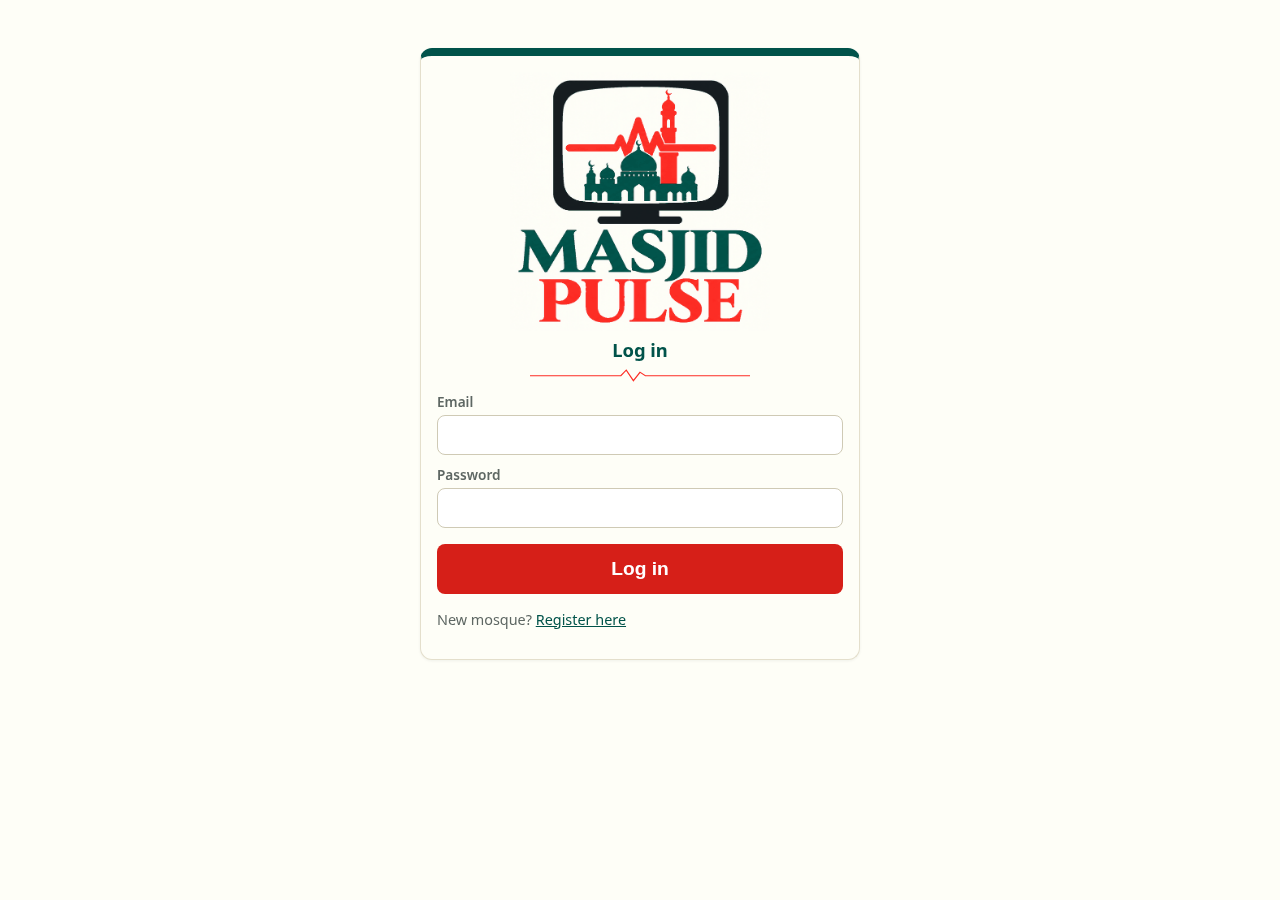 MASJID
PULSE
Log in
Email
Password
Log in
New mosque? Register here